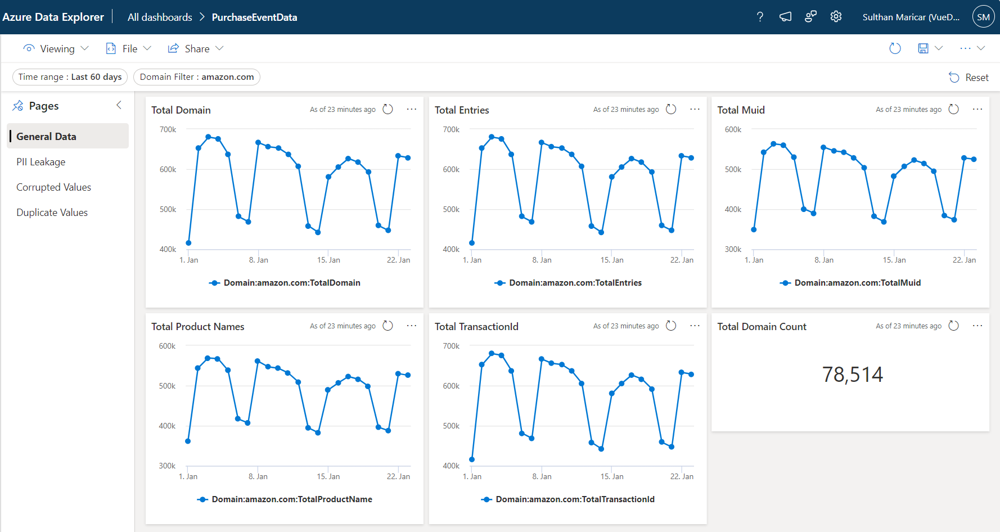 Azure Data Explorer All dashboards PurchaseEventData Sulthan Maricar (VueD... SM
Viewing File Share
Time range : Last 60 days Domain Filter : amazon.com Reset
Pages
General Data
PII Leakage
Corrupted Values
Duplicate Values
Total Domain As of 23 minutes ago
700k
600k
500k
400k
1. Jan 8. Jan 15. Jan 22. Jan
Domain:amazon.com:TotalDomain
Total Entries As of 23 minutes ago
700k
600k
500k
400k
1. Jan 8. Jan 15. Jan 22. Jan
Domain:amazon.com:TotalEntries
Total Muid As of 23 minutes ago
600k
500k
400k
300k
1. Jan 8. Jan 15. Jan 22. Jan
Domain:amazon.com:TotalMuid
Total Product Names As of 23 minutes ago
600k
500k
400k
300k
1. Jan 8. Jan 15. Jan 22. Jan
Domain:amazon.com:TotalProductName
Total TransactionId As of 23 minutes ago
700k
600k
500k
400k
1. Jan 8. Jan 15. Jan 22. Jan
Domain:amazon.com:TotalTransactionId
Total Domain Count As of 23 minutes ago
78,514